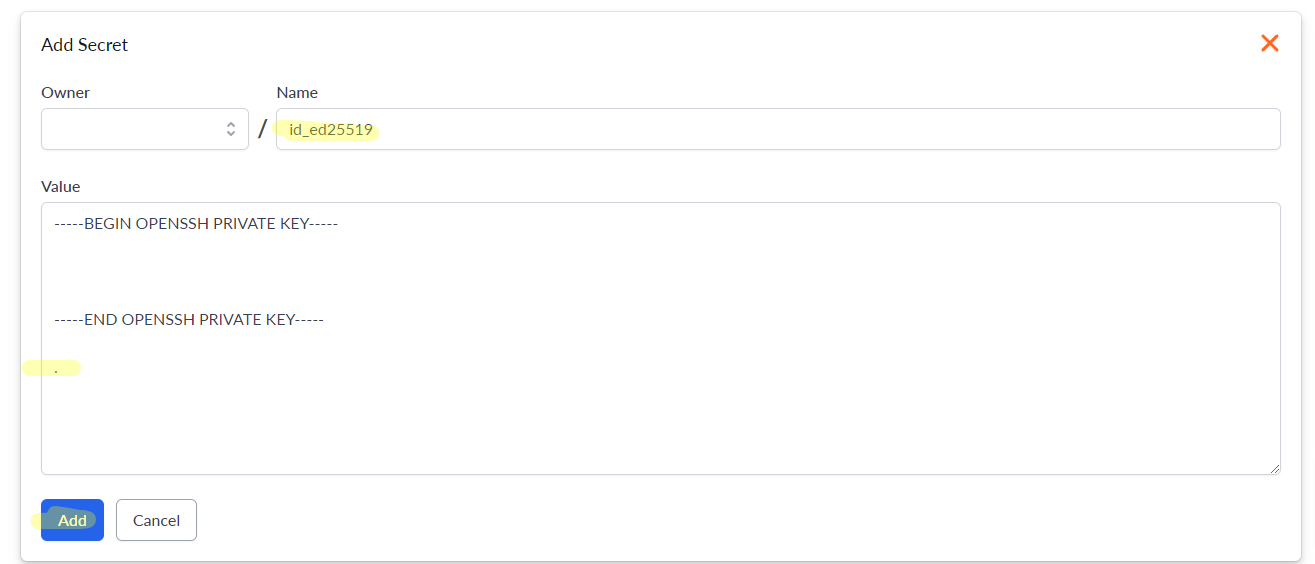 Add Secret
Owner
Name
/
id_ed25519
Value
-----BEGIN OPENSSH PRIVATE KEY-----
-----END OPENSSH PRIVATE KEY-----
.
Add
Cancel